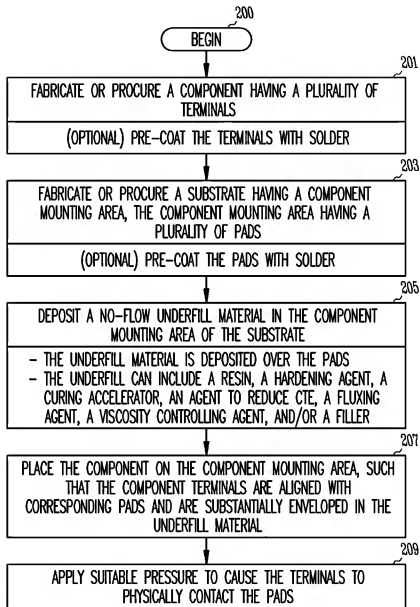 200
BEGIN
201
FABRICATE OR PROCURE A COMPONENT HAVING A PLURALITY OF
TERMINALS
(OPTIONAL) PRE-COAT THE TERMINALS WITH SOLDER
203
FABRICATE OR PROCURE A SUBSTRATE HAVING A COMPONENT
MOUNTING AREA, THE COMPONENT MOUNTING AREA HAVING A
PLURALITY OF PADS
(OPTIONAL) PRE-COAT THE PADS WITH SOLDER
205
DEPOSIT A NO-FLOW UNDERFILL MATERIAL IN THE COMPONENT
MOUNTING AREA OF THE SUBSTRATE
- THE UNDERFILL MATERIAL IS DEPOSITED OVER THE PADS
- THE UNDERFILL CAN INCLUDE A RESIN, A HARDENING AGENT, A
CURING ACCELERATOR, AN AGENT TO REDUCE CTE, A FLUXING
AGENT, A VISCOSITY CONTROLLING AGENT, AND/OR A FILLER
207
PLACE THE COMPONENT ON THE COMPONENT MOUNTING AREA, SUCH
THAT THE COMPONENT TERMINALS ARE ALIGNED WITH
CORRESPONDING PADS AND ARE SUBSTANTIALLY ENVELOPED IN THE
UNDERFILL MATERIAL
209
APPLY SUITABLE PRESSURE TO CAUSE THE TERMINALS TO
PHYSICALLY CONTACT THE PADS